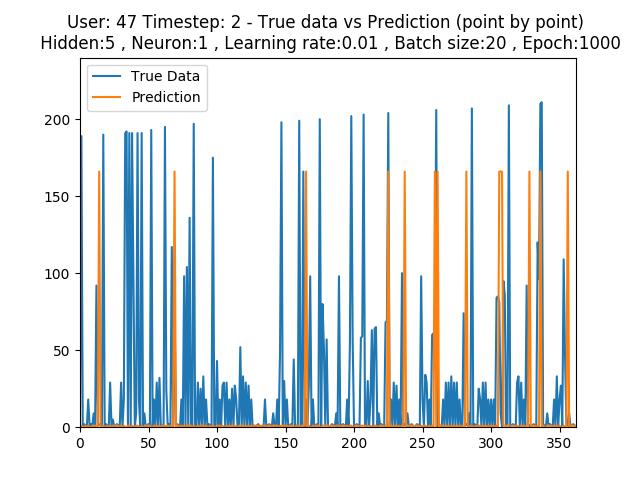 User: 47 Timestep: 2 - True data vs Prediction (point by point)
Hidden:5 , Neuron:1 , Learning rate:0.01 , Batch size:20 , Epoch:1000
True Data
Prediction
200
150
100
50
0
0 50 100 150 200 250 300 350